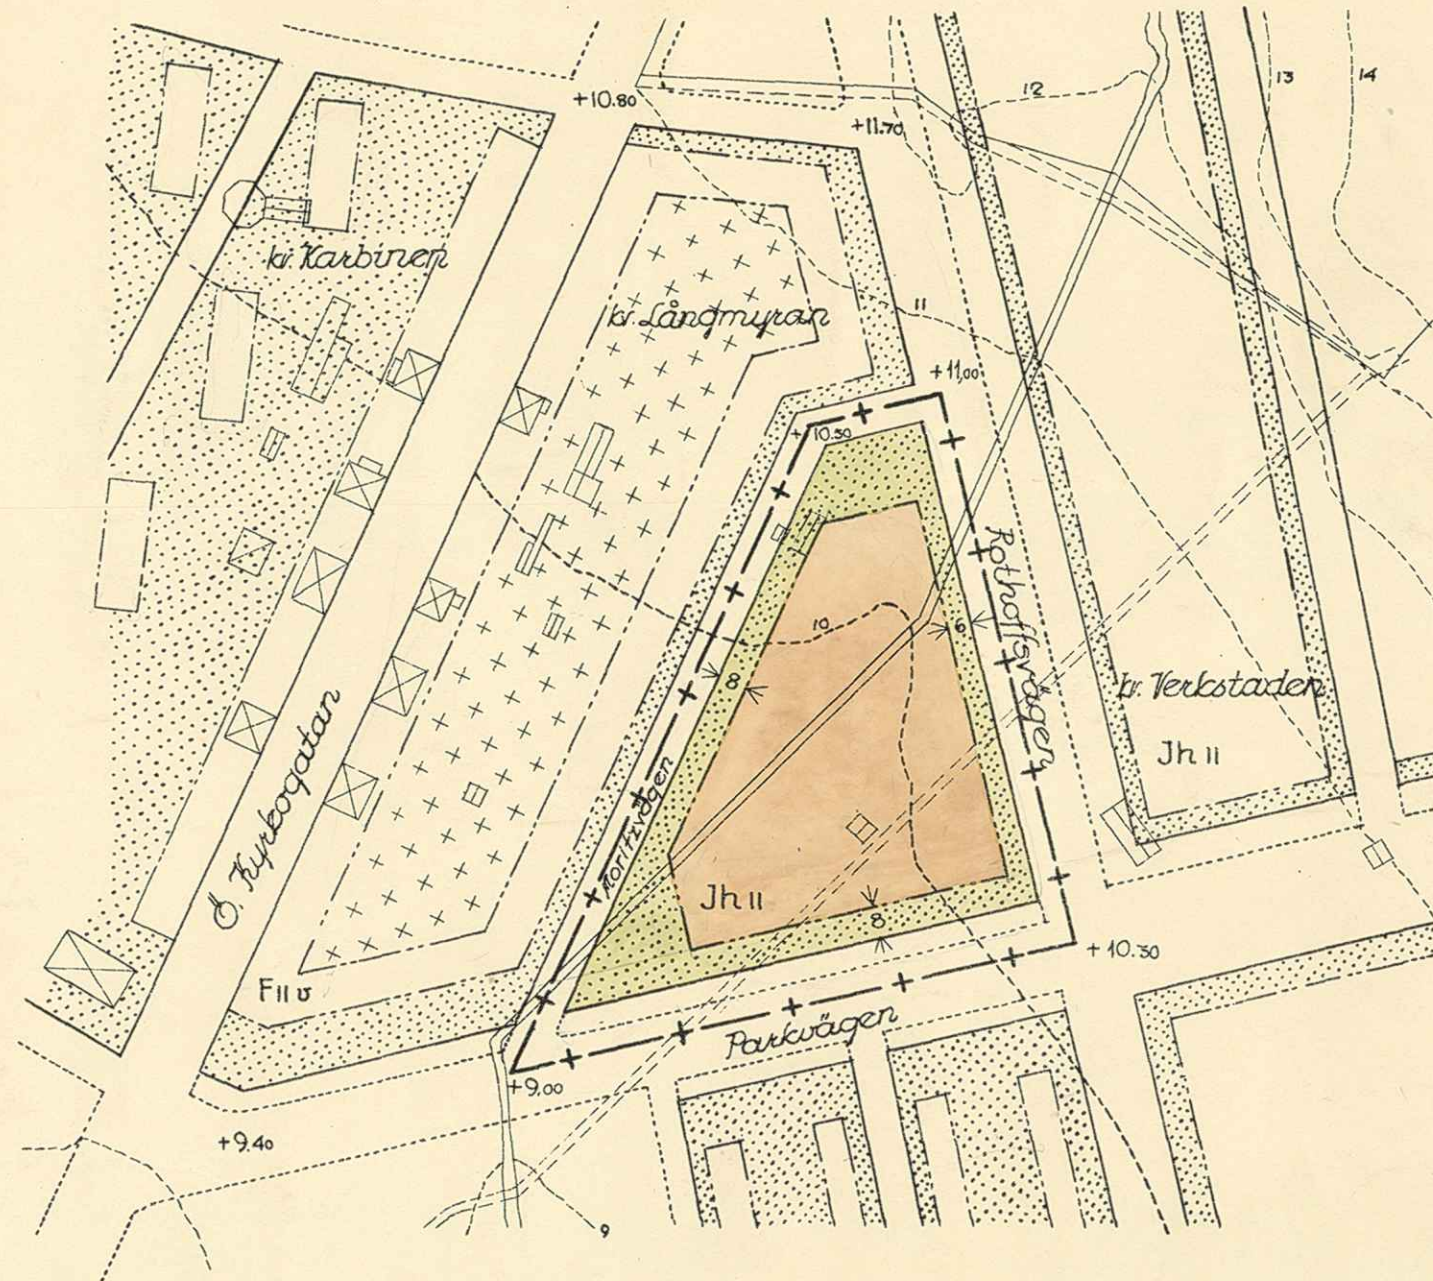 12
13
14
+10.80
+11.70
kv. Karbinen
kv. Långmyran
11
+11,00
+10.50
Rothoffsvägen
10
6
8
kv. Verkstaden
Jh II
Ö. Kyrkogatan
Moritzvägen
Jh II
8
+10.30
F II v
Parkvägen
+9.00
+9.40
9